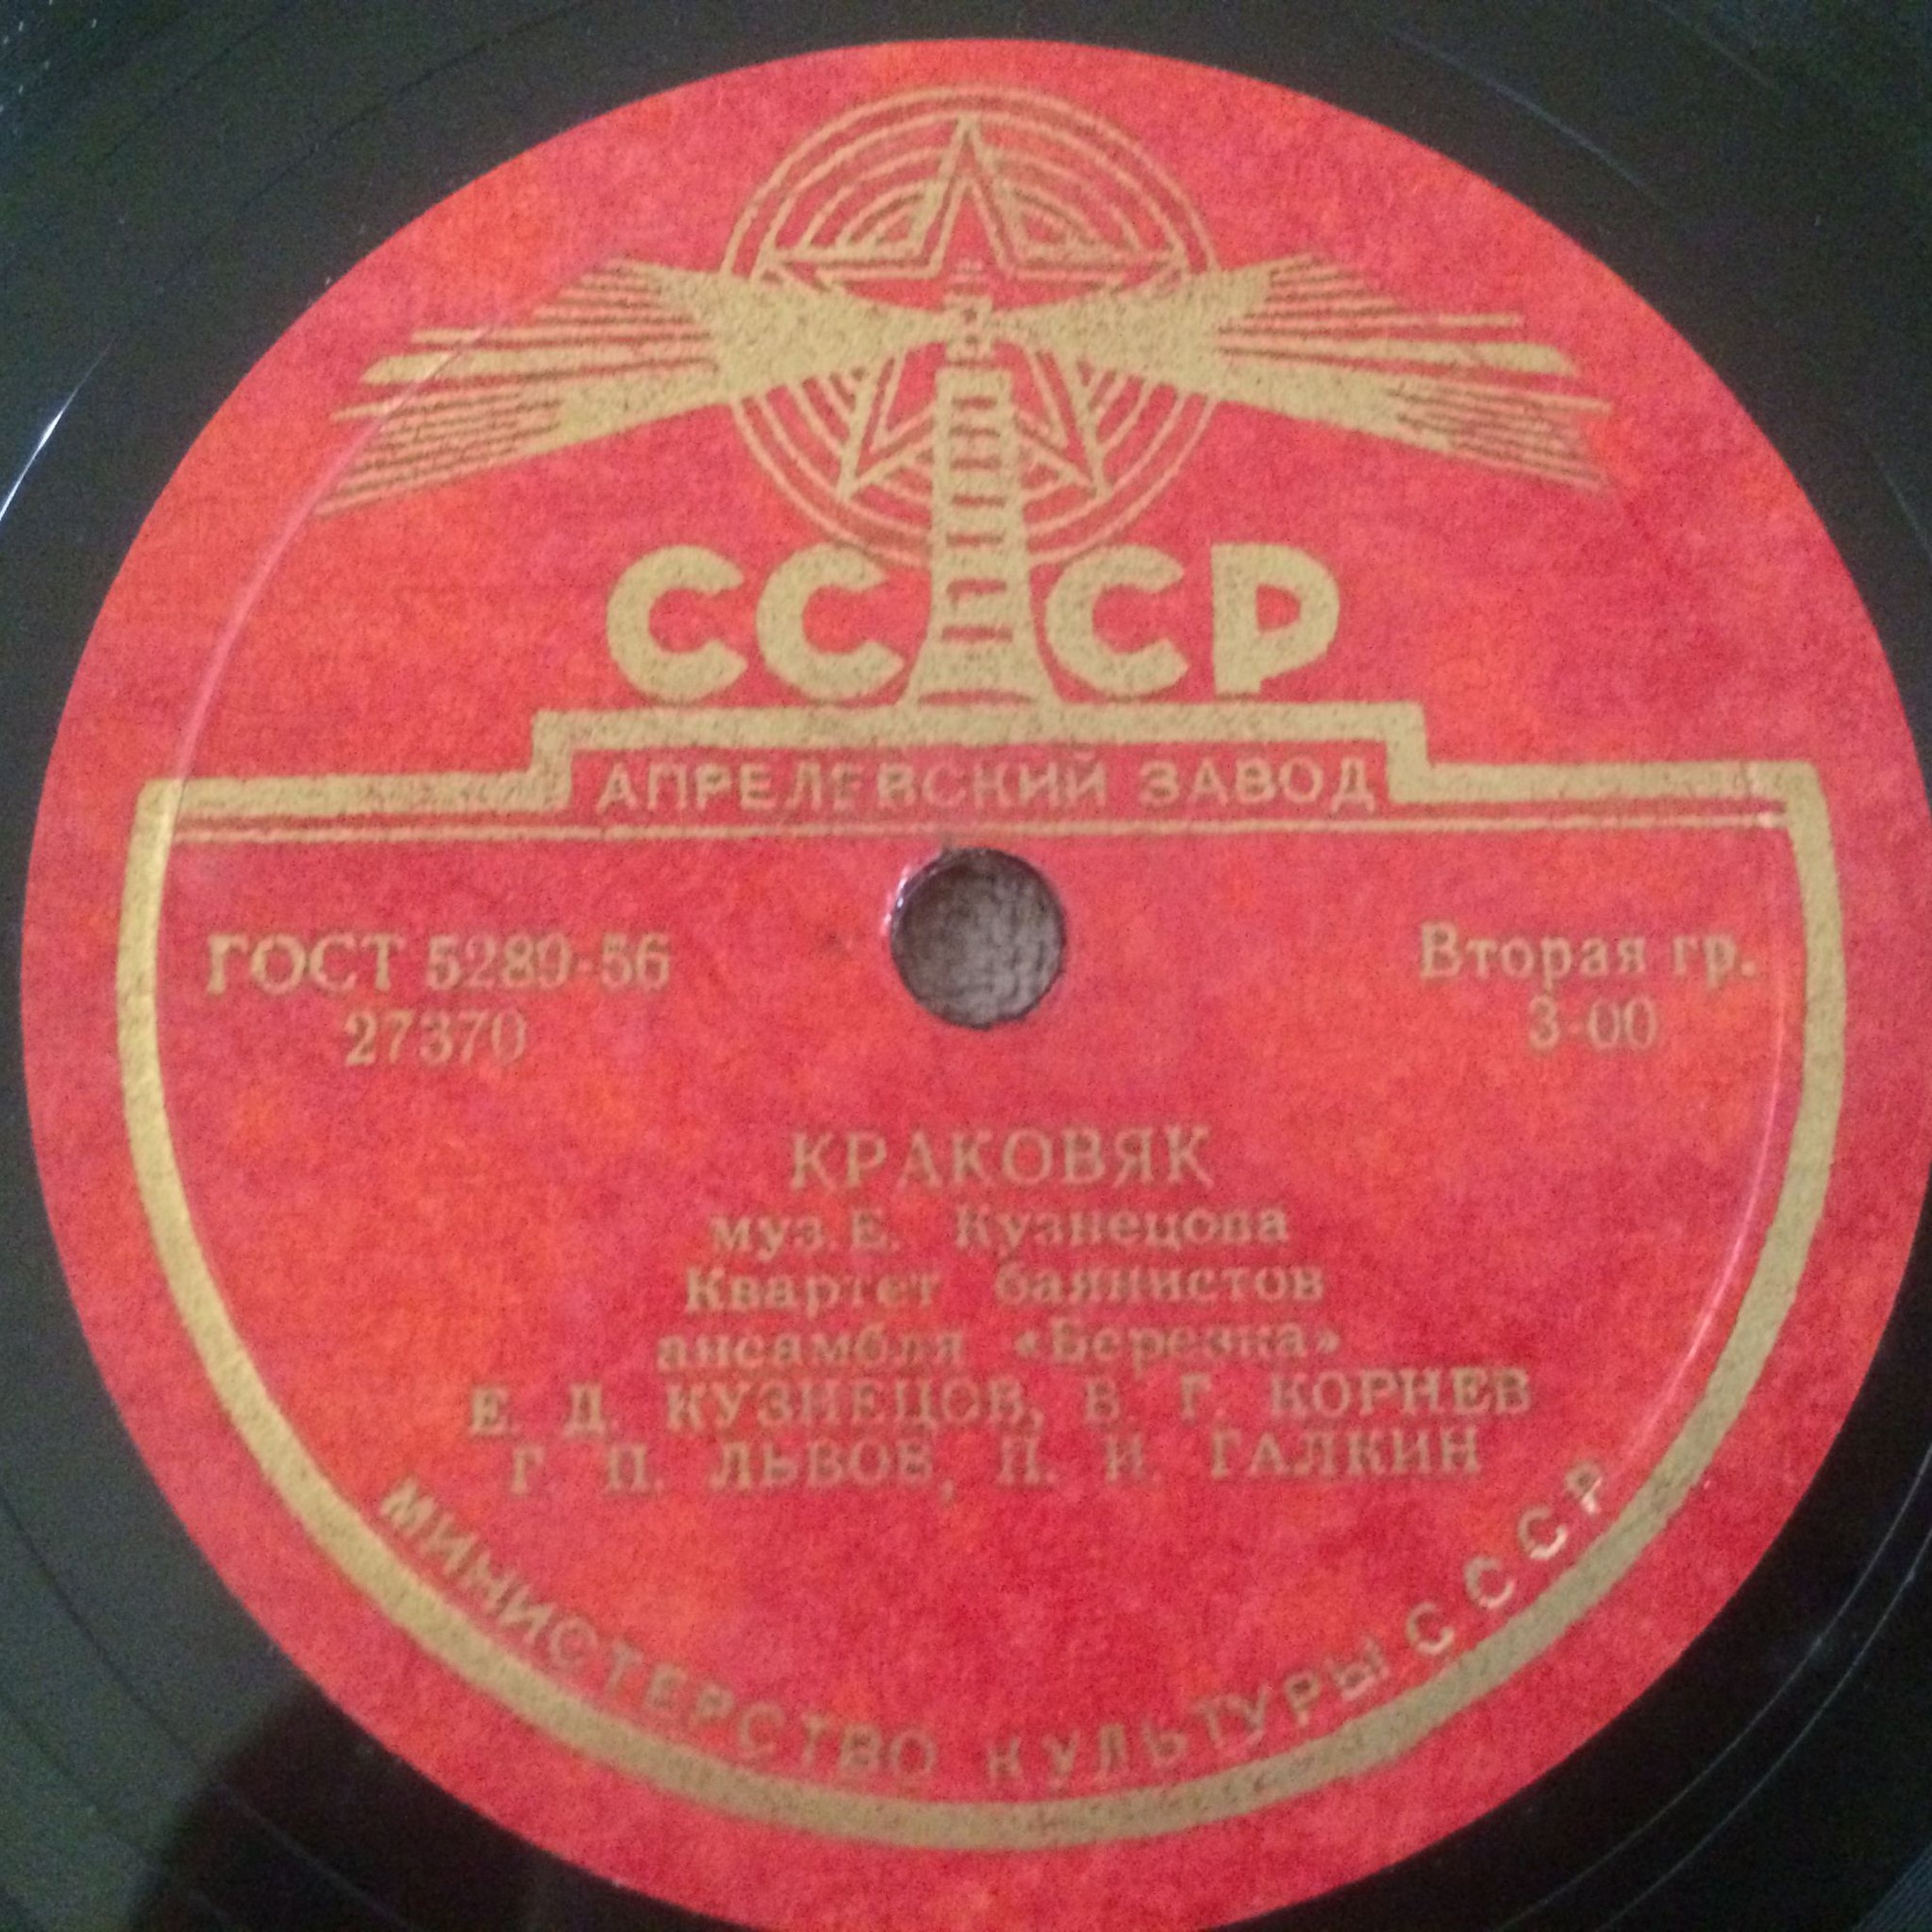 СССР
АПРЕЛЕВСКИЙ ЗАВОД
ГОСТ 5289-56
27370
Вторая гр.
3-00
КРАКОВЯК
муз. Е. Кузнецова
Квартет баянистов
ансамбля «Березка»
Е. Д. КУЗНЕЦОВ, В. Г. КОРНЕВ
Г. П. ЛЬВОВ, П. И. ГАЛКИН
МИНИСТЕРСТВО КУЛЬТУРЫ СССР